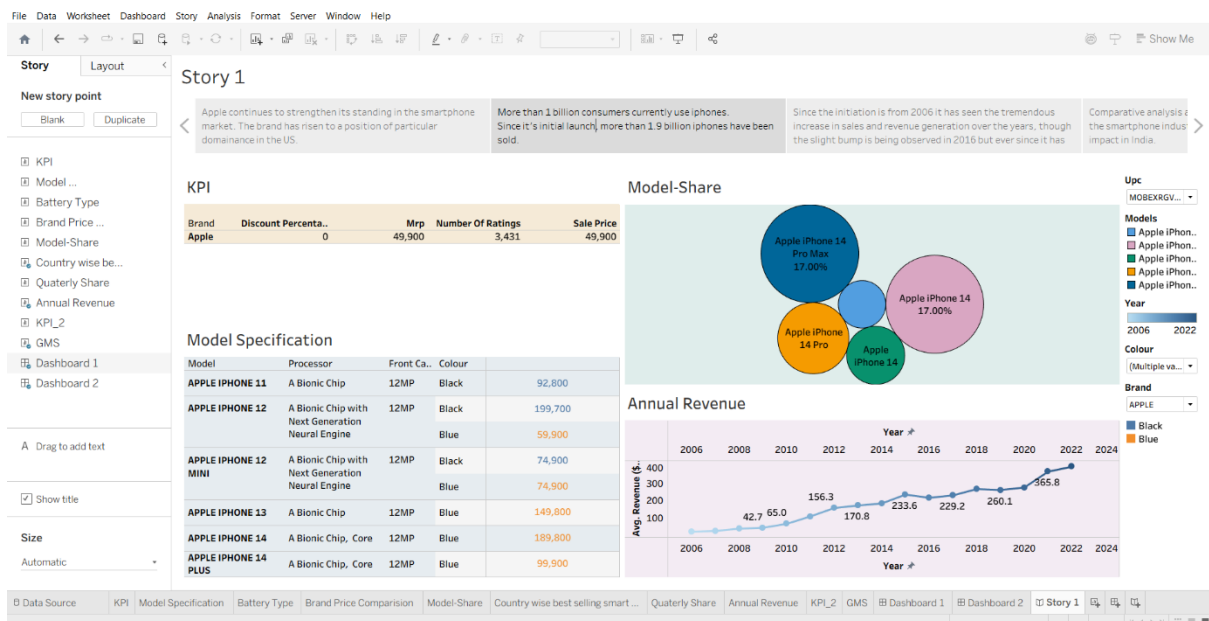 File Data Worksheet Dashboard Story Analysis Format Server Window Help
Show Me
Story Layout
New story point
Blank Duplicate
KPI
Model ...
Battery Type
Brand Price ...
Model-Share
Country wise be...
Quaterly Share
Annual Revenue
KPI_2
GMS
Dashboard 1
Dashboard 2
A Drag to add text
Show title
Size
Automatic
Story 1
Apple continues to strengthen its standing in the smartphone
market. The brand has risen to a position of particular
domainance in the US.
More than 1 billion consumers currently use iphones.
Since it's initial launch, more than 1.9 billion iphones have been
sold.
Since the initiation is from 2006 it has seen the tremendous
increase in sales and revenue generation over the years, though
the slight bump is being observed in 2016 but ever since it has
Comparative analysis
the smartphone indus
impact in India.
KPI
Brand Discount Percenta.. Mrp Number Of Ratings Sale Price
Apple 0 49,900 3,431 49,900
Model Specification
Model Processor Front Ca.. Colour
APPLE IPHONE 11 A Bionic Chip 12MP Black 92,800
APPLE IPHONE 12 A Bionic Chip with 12MP Black 199,700
Next Generation
Neural Engine Blue 59,900
APPLE IPHONE 12 A Bionic Chip with 12MP Black 74,900
MINI Next Generation
Neural Engine Blue 74,900
APPLE IPHONE 13 A Bionic Chip 12MP Blue 149,800
APPLE IPHONE 14 A Bionic Chip, Core 12MP Blue 189,800
APPLE IPHONE 14
PLUS A Bionic Chip, Core 12MP Blue 99,900
Model-Share
Apple iPhone 14
Pro Max
17.00%
Apple iPhone 14
17.00%
Apple iPhone
14 Pro
Apple
iPhone 14
Annual Revenue
Year
2006 2008 2010 2012 2014 2016 2018 2020 2022 2024
Avg. Revenue ($..
400
300
200
100
42.7 65.0 156.3 170.8 233.6 229.2 260.1 365.8
2006 2008 2010 2012 2014 2016 2018 2020 2022 2024
Year
Upc
MOBEXRGV...
Models
Apple iPhon..
Apple iPhon..
Apple iPhon..
Apple iPhon..
Apple iPhon..
Year
2006 2022
Colour
(Multiple va...
Brand
APPLE
Black
Blue
Data Source KPI Model Specification Battery Type Brand Price Comparision Model-Share Country wise best selling smart ... Quaterly Share Annual Revenue KPI_2 GMS Dashboard 1 Dashboard 2 Story 1